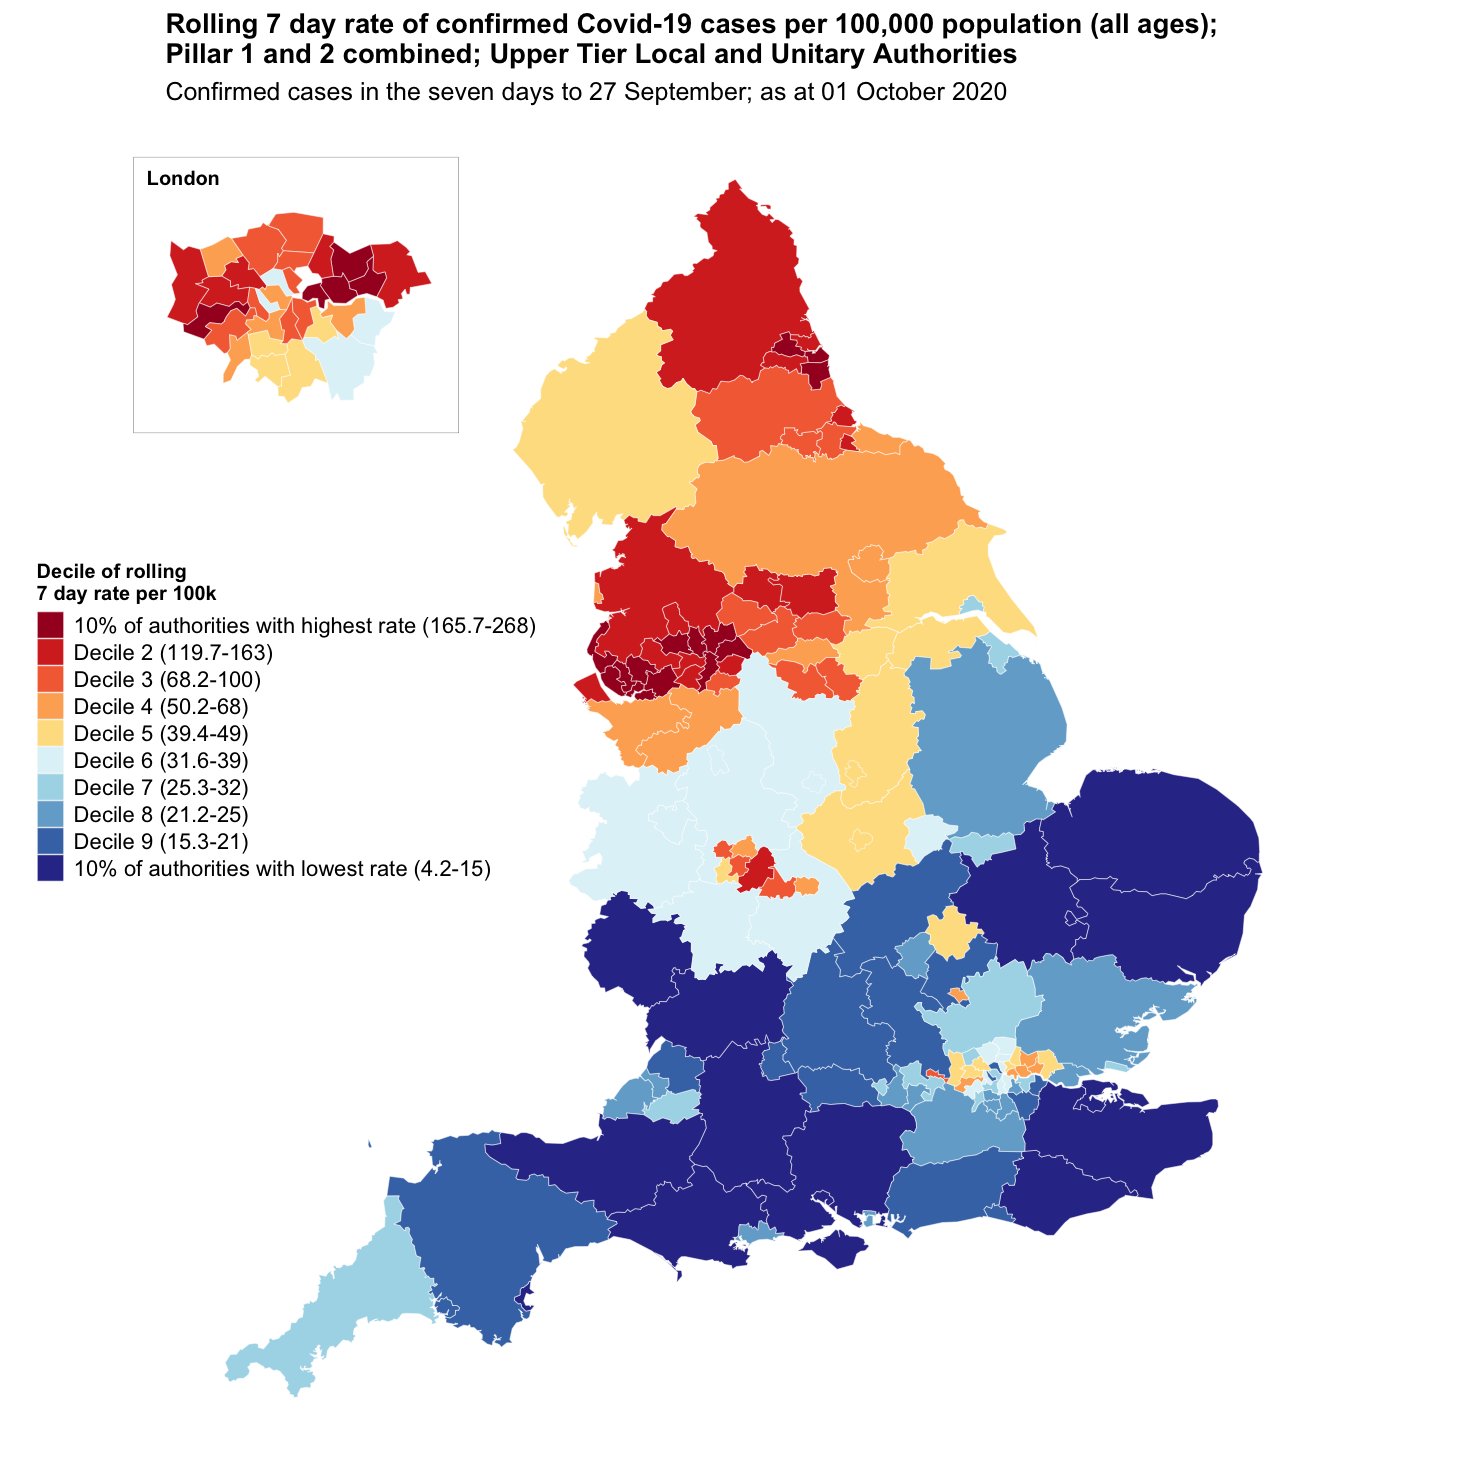 Rolling 7 day rate of confirmed Covid-19 cases per 100,000 population (all ages);
Pillar 1 and 2 combined; Upper Tier Local and Unitary Authorities
Confirmed cases in the seven days to 27 September; as at 01 October 2020
London
Decile of rolling
7 day rate per 100k
10% of authorities with highest rate (165.7-268)
Decile 2 (119.7-163)
Decile 3 (68.2-100)
Decile 4 (50.2-68)
Decile 5 (39.4-49)
Decile 6 (31.6-39)
Decile 7 (25.3-32)
Decile 8 (21.2-25)
Decile 9 (15.3-21)
10% of authorities with lowest rate (4.2-15)